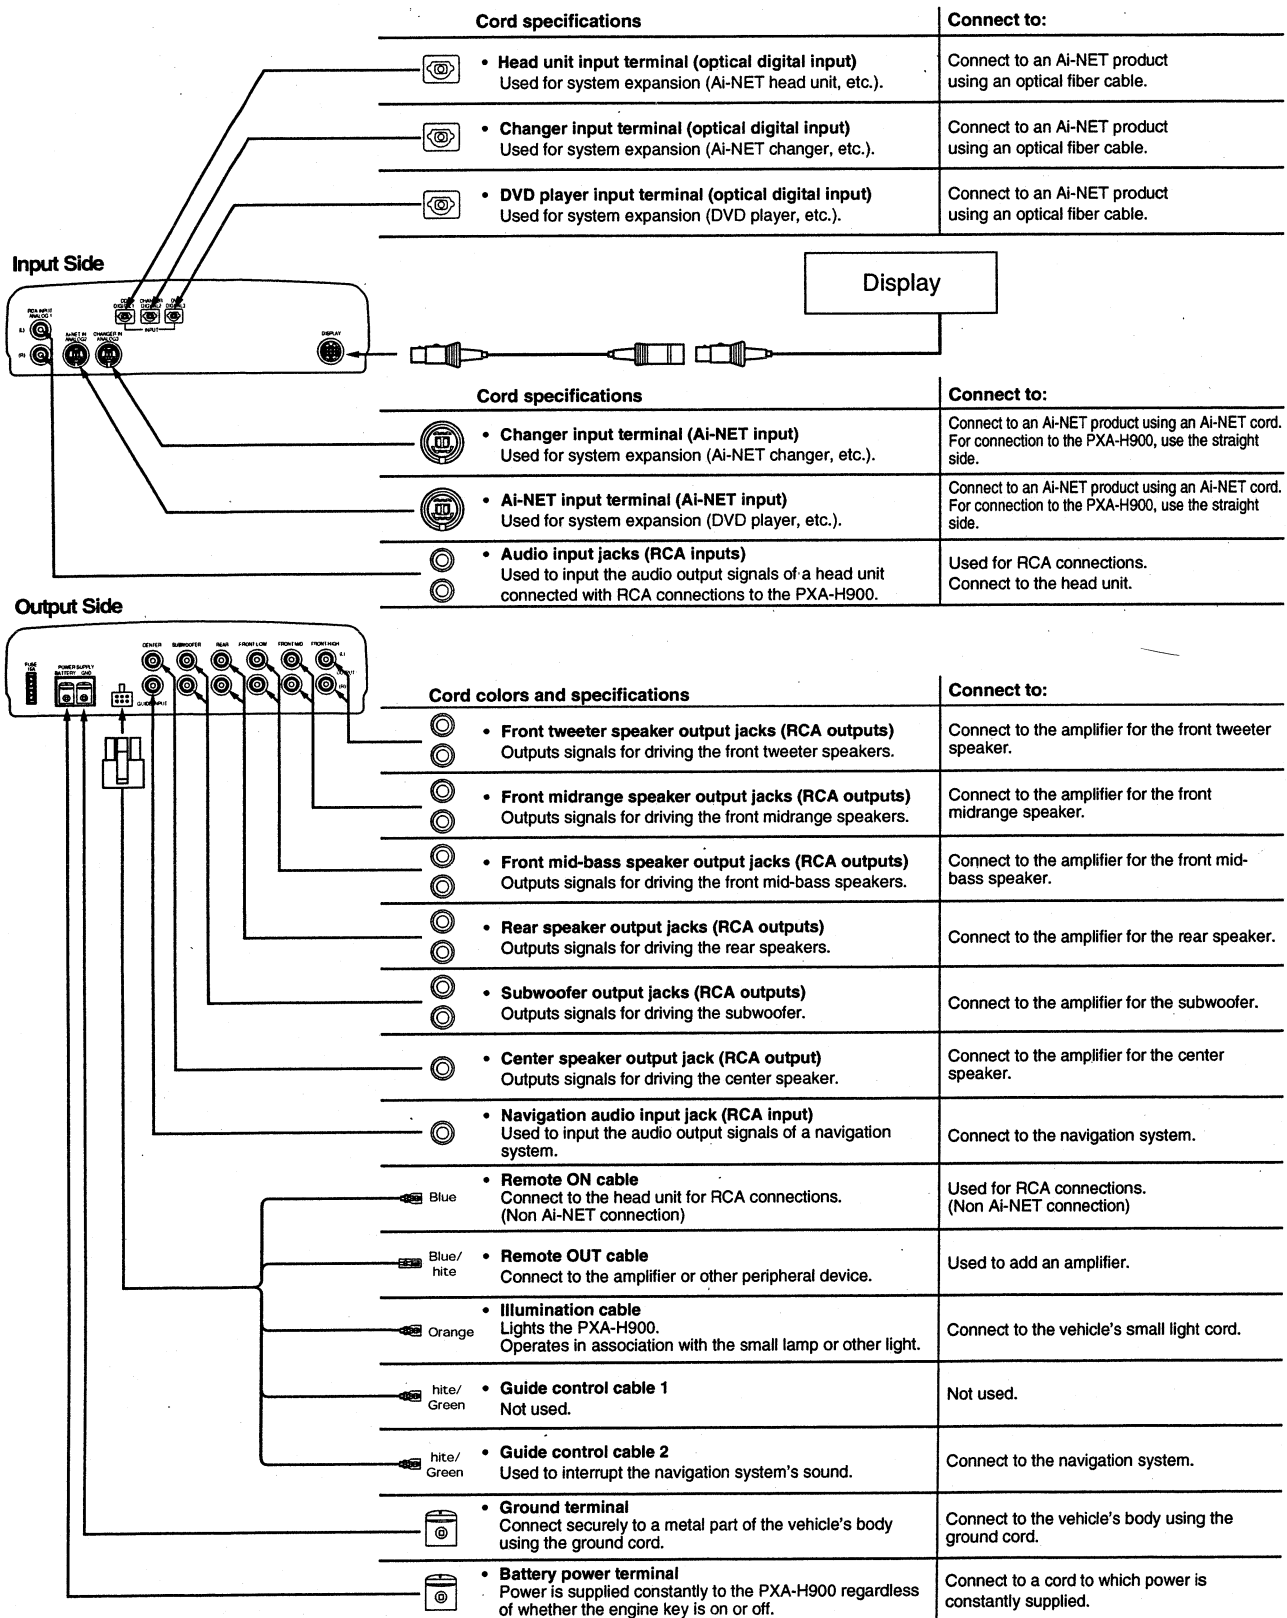 Cord specifications
Connect to:
• Head unit input terminal (optical digital input)
Used for system expansion (Ai-NET head unit, etc.).
Connect to an Ai-NET product
using an optical fiber cable.
• Changer input terminal (optical digital input)
Used for system expansion (Ai-NET changer, etc.).
Connect to an Ai-NET product
using an optical fiber cable.
• DVD player input terminal (optical digital input)
Used for system expansion (DVD player, etc.).
Connect to an Ai-NET product
using an optical fiber cable.
Input Side
Display
RCA INPUT
ANALOG 1
(L)
(R)
Ai-NET IN
ANALOG2
CHANGER IN
ANALOG3
DIGITAL1
CHANGER
DIGITAL2
DIGITAL3
INPUT
DISPLAY
Cord specifications
Connect to:
• Changer input terminal (Ai-NET input)
Used for system expansion (Ai-NET changer, etc.).
Connect to an Ai-NET product using an Ai-NET cord.
For connection to the PXA-H900, use the straight
side.
• Ai-NET input terminal (Ai-NET input)
Used for system expansion (DVD player, etc.).
Connect to an Ai-NET product using an Ai-NET cord.
For connection to the PXA-H900, use the straight
side.
• Audio input jacks (RCA inputs)
Used to input the audio output signals of a head unit
connected with RCA connections to the PXA-H900.
Used for RCA connections.
Connect to the head unit.
Output Side
FUSE
15A
POWER SUPPLY
BATTERY GND
CENTER
SUBWOOFER
REAR
FRONT LOW
FRONT MID
FRONT HIGH
(L)
OUTPUT
(R)
GUIDE INPUT
Cord colors and specifications
Connect to:
• Front tweeter speaker output jacks (RCA outputs)
Outputs signals for driving the front tweeter speakers.
Connect to the amplifier for the front tweeter
speaker.
• Front midrange speaker output jacks (RCA outputs)
Outputs signals for driving the front midrange speakers.
Connect to the amplifier for the front
midrange speaker.
• Front mid-bass speaker output jacks (RCA outputs)
Outputs signals for driving the front mid-bass speakers.
Connect to the amplifier for the front mid-
bass speaker.
• Rear speaker output jacks (RCA outputs)
Outputs signals for driving the rear speakers.
Connect to the amplifier for the rear speaker.
• Subwoofer output jacks (RCA outputs)
Outputs signals for driving the subwoofer.
Connect to the amplifier for the subwoofer.
• Center speaker output jack (RCA output)
Outputs signals for driving the center speaker.
Connect to the amplifier for the center
speaker.
• Navigation audio input jack (RCA input)
Used to input the audio output signals of a navigation
system.
Connect to the navigation system.
Blue
• Remote ON cable
Connect to the head unit for RCA connections.
(Non Ai-NET connection)
Used for RCA connections.
(Non Ai-NET connection)
Blue/
hite
• Remote OUT cable
Connect to the amplifier or other peripheral device.
Used to add an amplifier.
Orange
• Illumination cable
Lights the PXA-H900.
Operates in association with the small lamp or other light.
Connect to the vehicle's small light cord.
hite/
Green
• Guide control cable 1
Not used.
Not used.
hite/
Green
• Guide control cable 2
Used to interrupt the navigation system's sound.
Connect to the navigation system.
• Ground terminal
Connect securely to a metal part of the vehicle's body
using the ground cord.
Connect to the vehicle's body using the
ground cord.
• Battery power terminal
Power is supplied constantly to the PXA-H900 regardless
of whether the engine key is on or off.
Connect to a cord to which power is
constantly supplied.